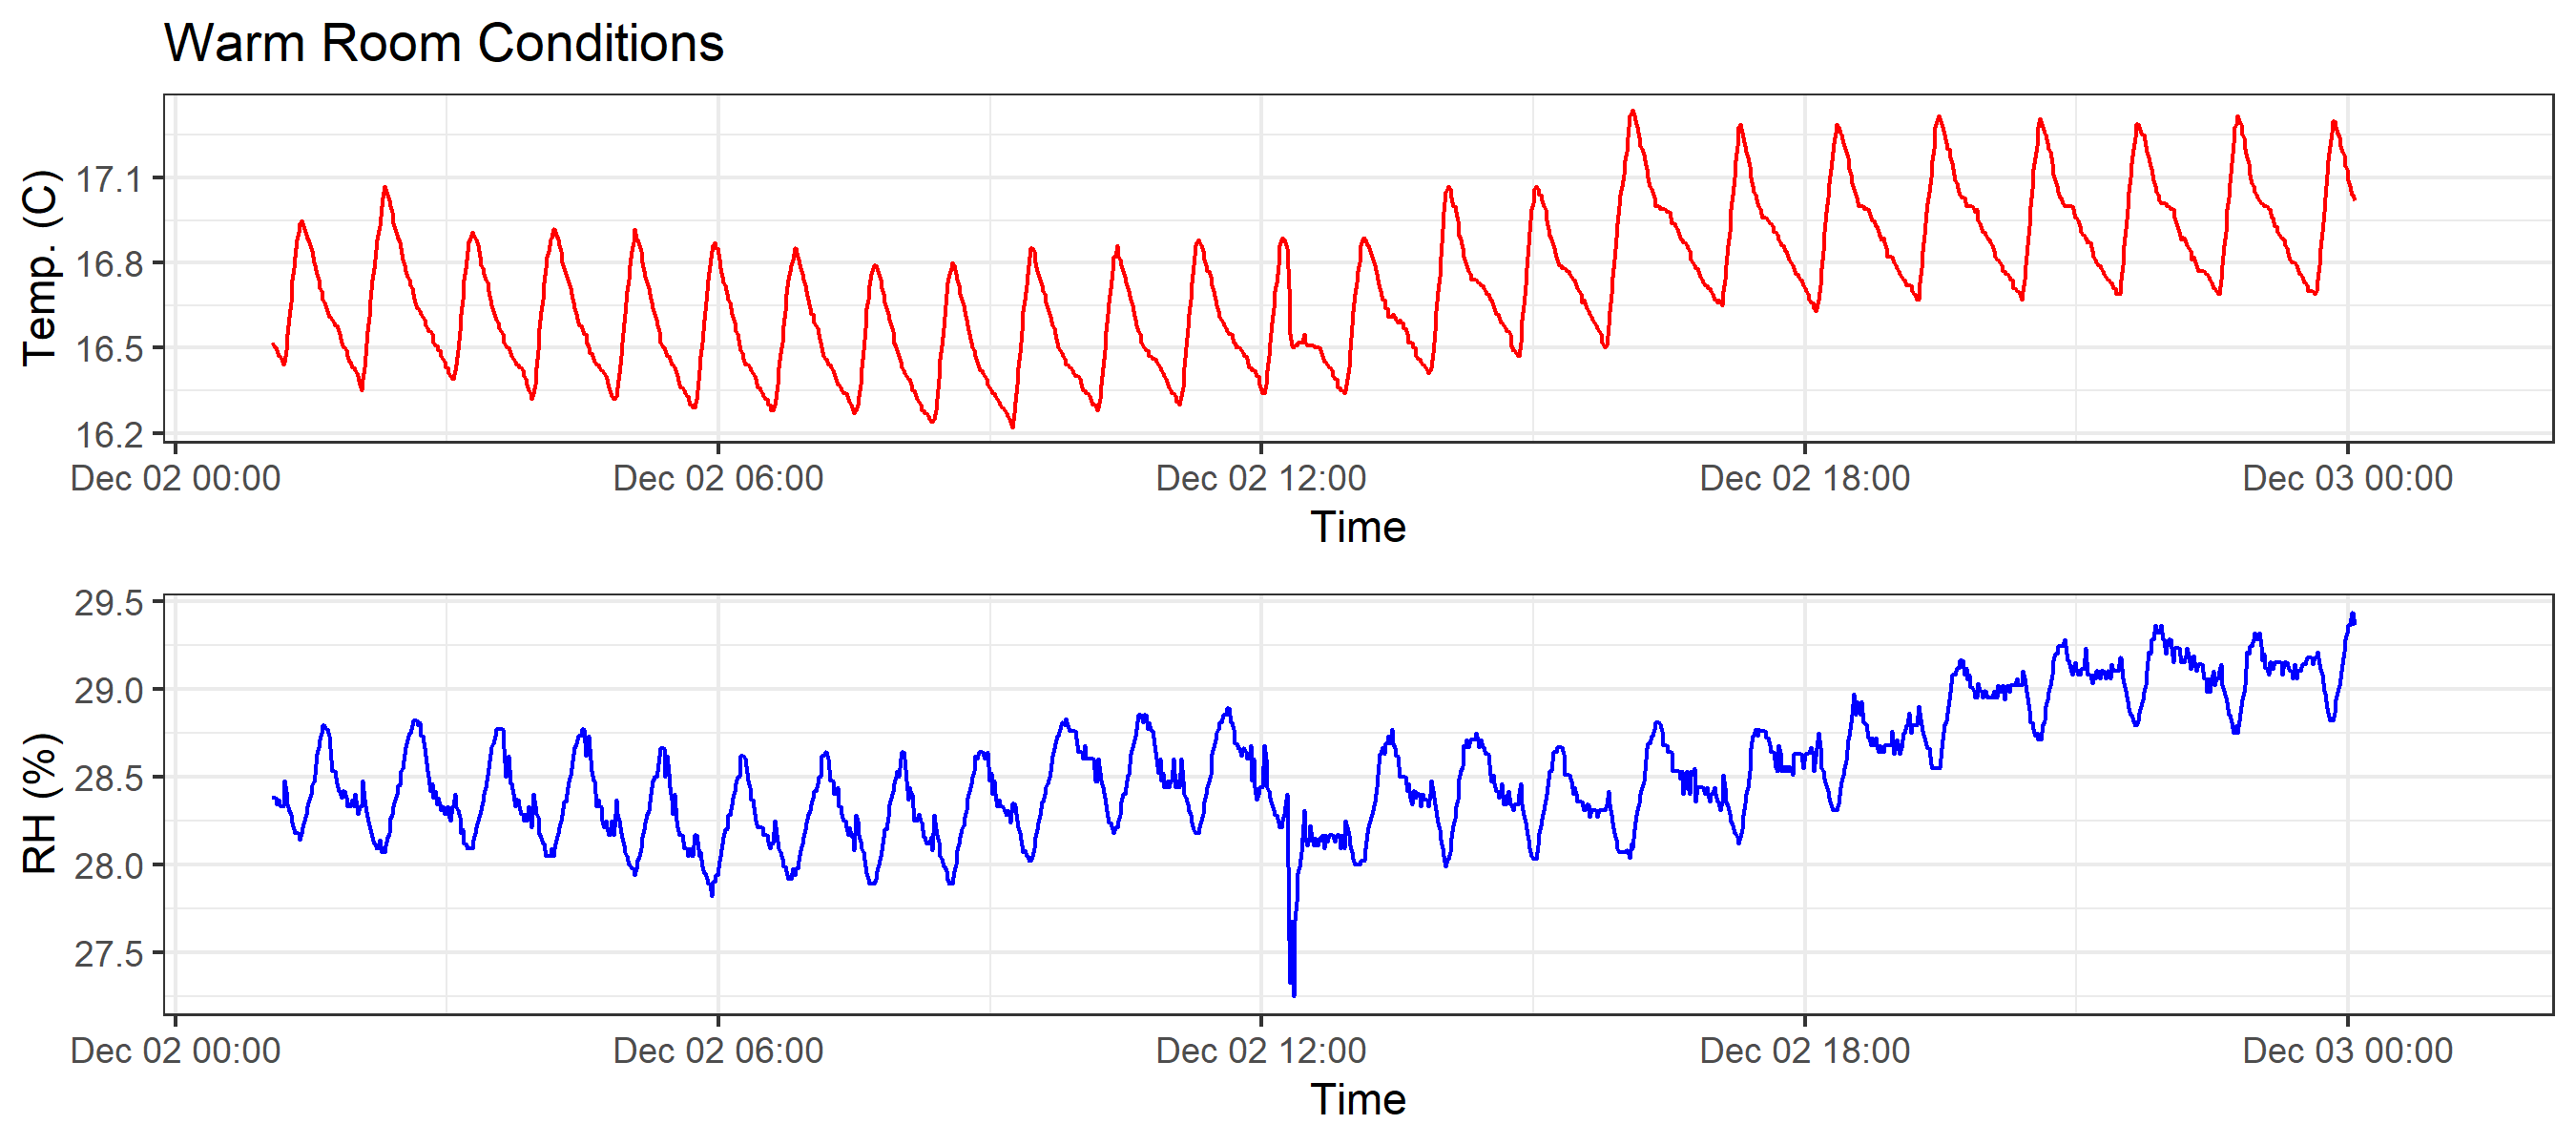 Warm Room Conditions
Temp. (C)
17.1
16.8
16.5
16.2
Dec 02 00:00 Dec 02 06:00 Dec 02 12:00 Dec 02 18:00 Dec 03 00:00
Time
RH (%)
29.5
29.0
28.5
28.0
27.5
Dec 02 00:00 Dec 02 06:00 Dec 02 12:00 Dec 02 18:00 Dec 03 00:00
Time